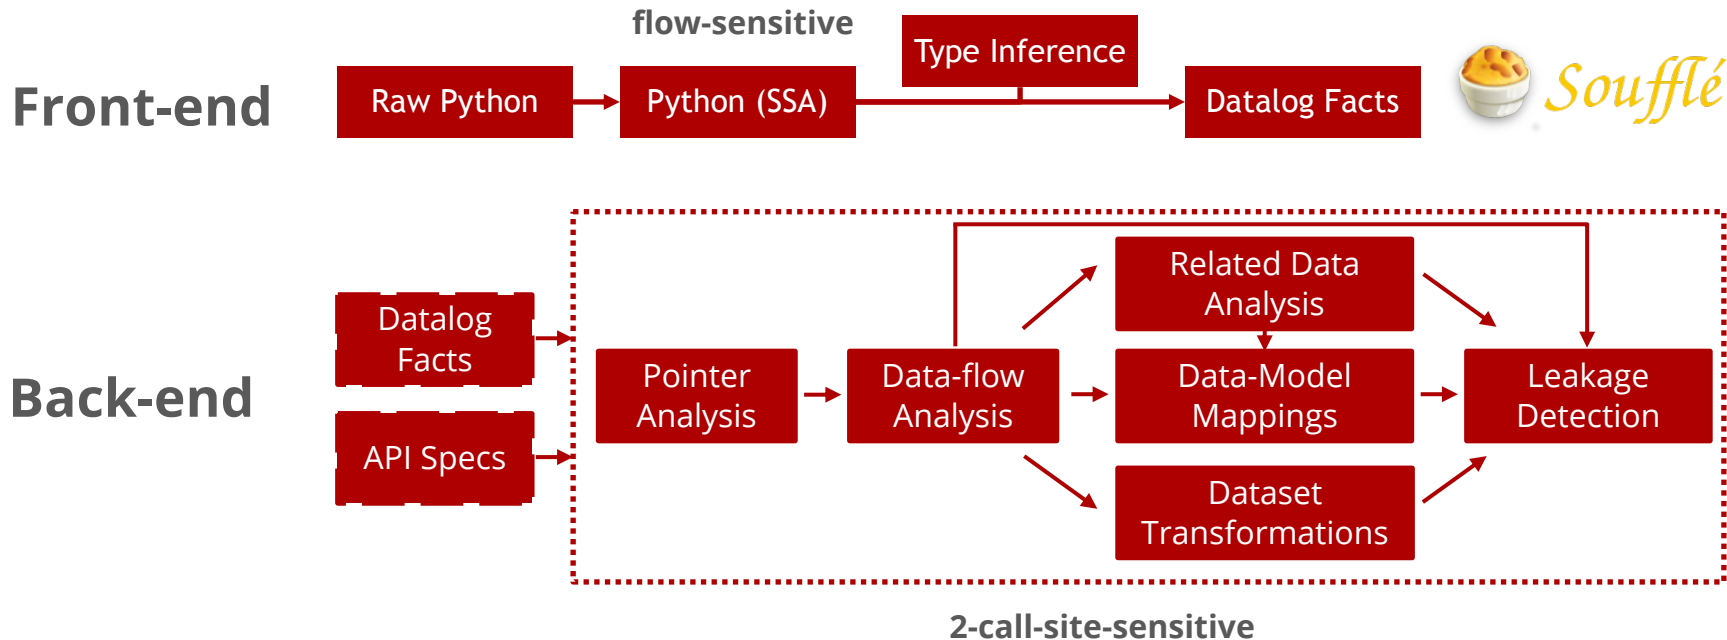 flow-sensitive
Type Inference
Front-end
Raw Python
Python (SSA)
Datalog Facts
Soufflé
Back-end
Datalog
Facts
API Specs
Pointer
Analysis
Data-flow
Analysis
Related Data
Analysis
Data-Model
Mappings
Dataset
Transformations
Leakage
Detection
2-call-site-sensitive